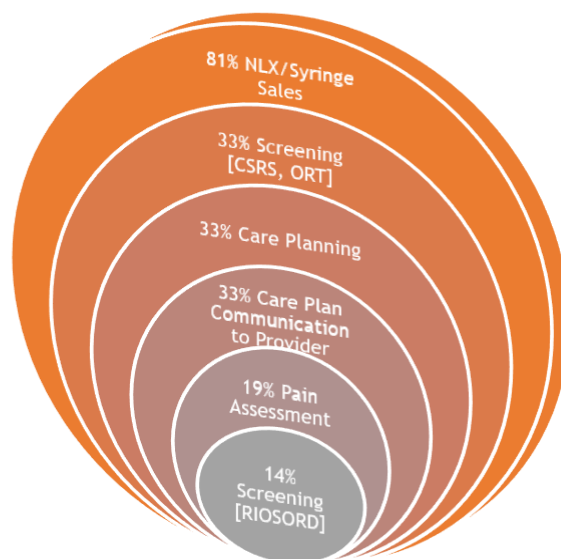 81% NLX/Syringe
Sales
33% Screening
[CSRS, ORT]
33% Care Planning
33% Care Plan
Communication
to Provider
19% Pain
Assessment
14%
Screening
[RIOSORD]